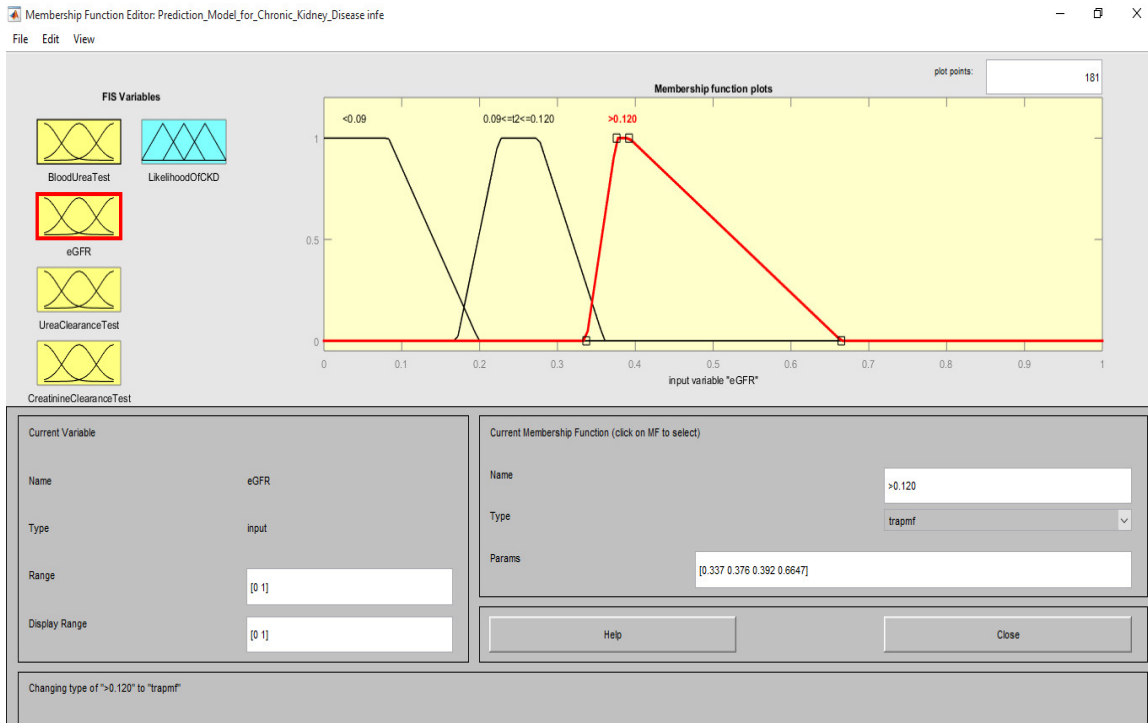 Membership Function Editor: Prediction_Model_for_Chronic_Kidney_Disease infe
File Edit View
plot points:
181
FIS Variables
Membership function plots
BloodUreaTest
LikelihoodOfCKD
eGFR
UreaClearanceTest
CreatinineClearanceTest
<0.09
0.09<=t2<=0.120
>0.120
1
0.5
0
0 0.1 0.2 0.3 0.4 0.5 0.6 0.7 0.8 0.9 1
input variable "eGFR"
Current Variable
Name eGFR
Type input
Range [0 1]
Display Range [0 1]
Current Membership Function (click on MF to select)
Name >0.120
Type trapmf
Params [0.337 0.376 0.392 0.6647]
Help Close
Changing type of ">0.120" to "trapmf"